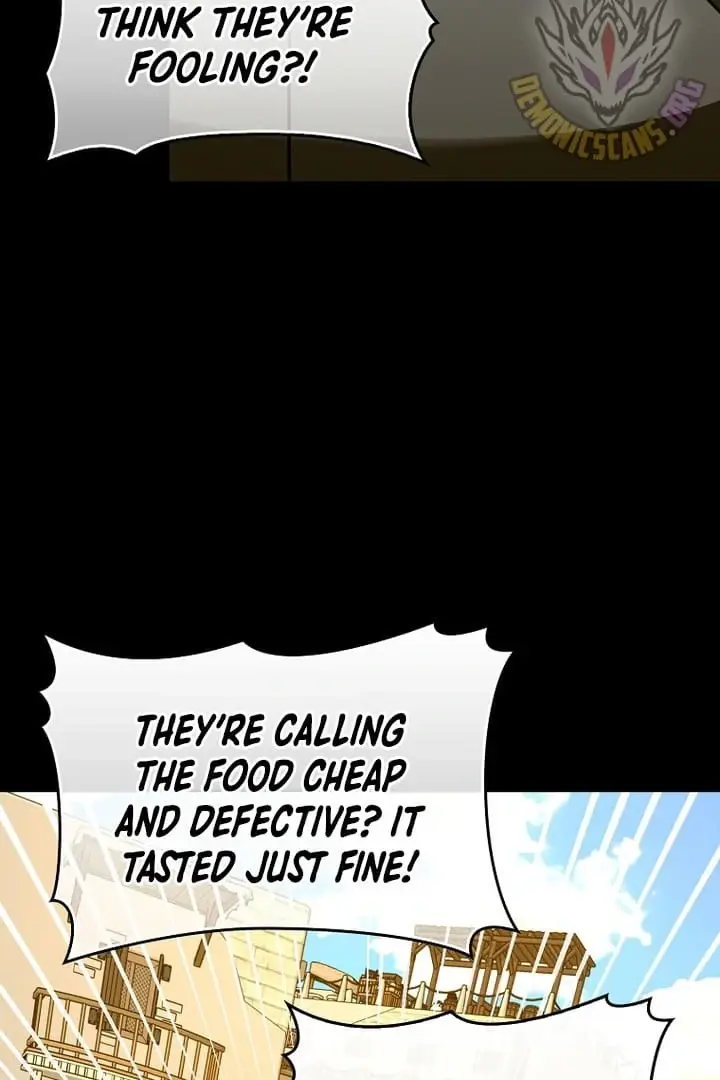 THINK THEY'RE
FOOLING?!
DEMONICSCANS.ORG
THEY'RE CALLING
THE FOOD CHEAP
AND DEFECTIVE? IT
TASTED JUST FINE!